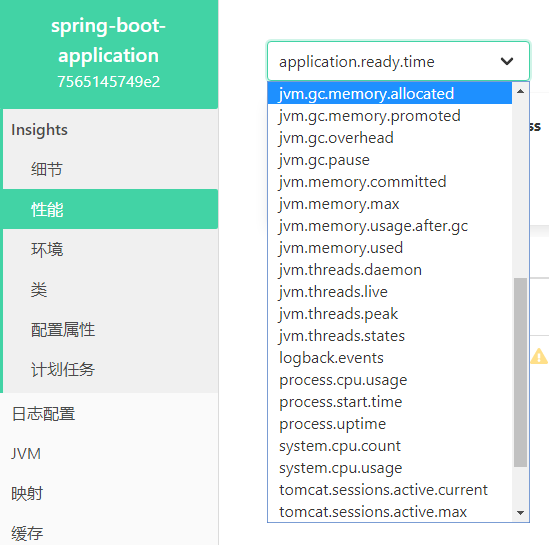 spring-boot-
application
7565145749e2
Insights
细节
性能
环境
类
配置属性
计划任务
日志配置
JVM
映射
缓存
application.ready.time
jvm.gc.memory.allocated
jvm.gc.memory.promoted
jvm.gc.overhead
jvm.gc.pause
jvm.memory.committed
jvm.memory.max
jvm.memory.usage.after.gc
jvm.memory.used
jvm.threads.daemon
jvm.threads.live
jvm.threads.peak
jvm.threads.states
logback.events
process.cpu.usage
process.start.time
process.uptime
system.cpu.count
system.cpu.usage
tomcat.sessions.active.current
tomcat.sessions.active.max
ss